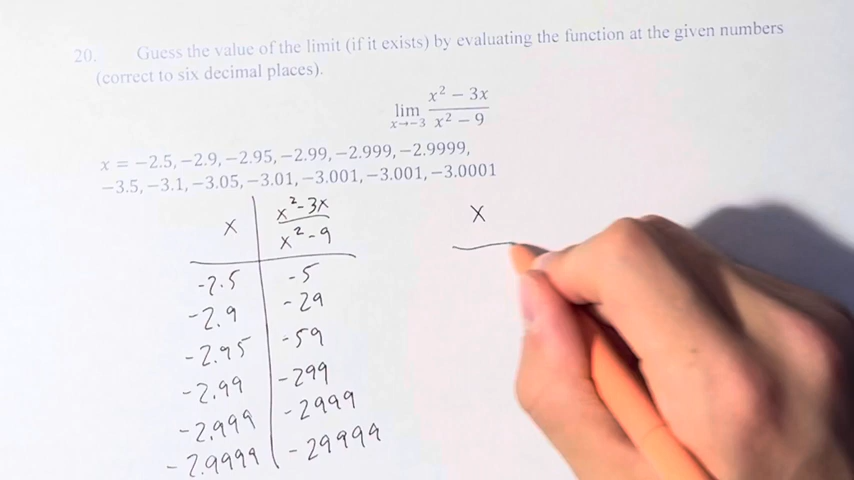 20. Guess the value of the limit (if it exists) by evaluating the function at the given numbers
(correct to six decimal places).
lim x→−3 (x² − 3x)/(x² − 9)
x = −2.5, −2.9, −2.95, −2.99, −2.999, −2.9999,
−3.5, −3.1, −3.05, −3.01, −3.001, −3.001, −3.0001
x (x²-3x)/(x²-9) x
-2.5 -5
-2.9 -29
-2.95 -59
-2.99 -299
-2.999 -2999
-2.9999 -29999